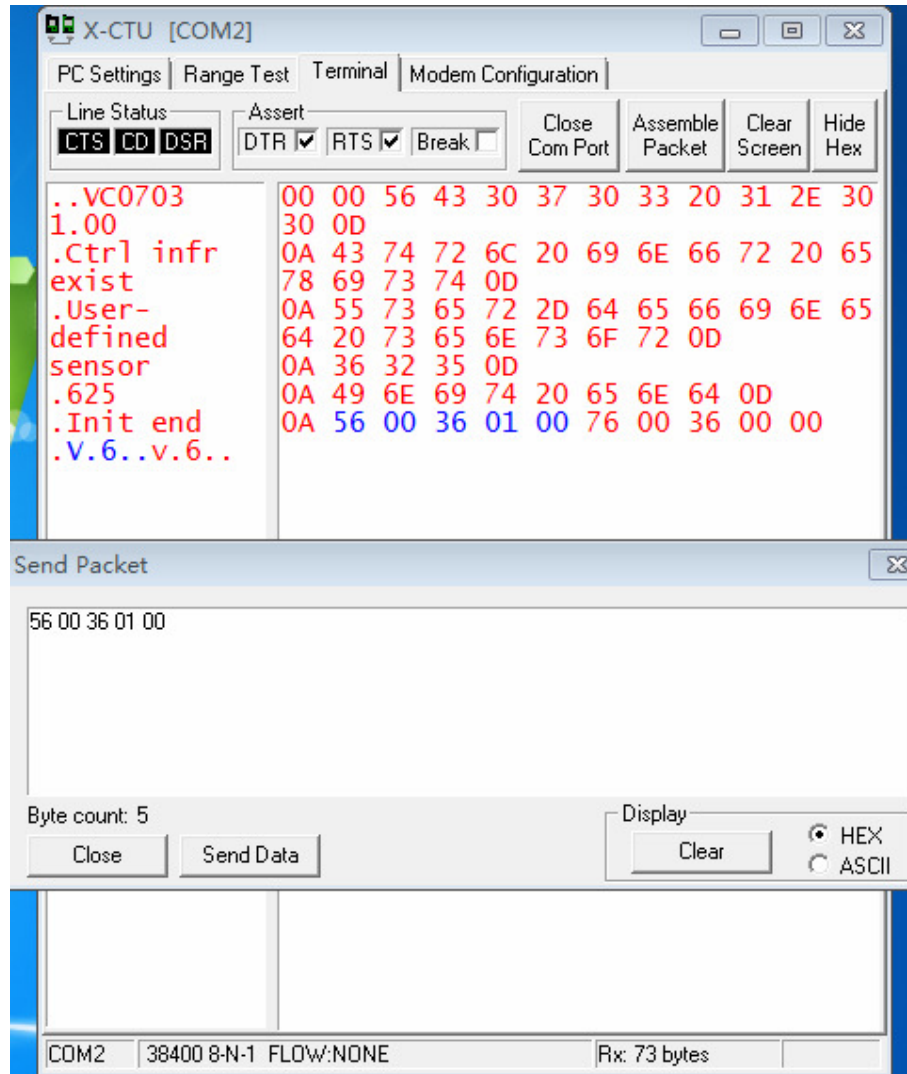 X-CTU [COM2]
PC Settings Range Test Terminal Modem Configuration
Line Status Assert
CTS CD DSR DTR RTS Break Close Com Port Assemble Packet Clear Screen Hide Hex
..VC0703 00 00 56 43 30 37 30 33 20 31 2E 30
1.00 30 0D
.Ctrl infr 0A 43 74 72 6C 20 69 6E 66 72 20 65
exist 78 69 73 74 0D
.User- 0A 55 73 65 72 2D 64 65 66 69 6E 65
defined 64 20 73 65 6E 73 6F 72 0D
sensor 0A 36 32 35 0D
.625 0A 49 6E 69 74 20 65 6E 64 0D
.Init end 0A 56 00 36 01 00 76 00 36 00 00
.V.6..v.6..
Send Packet
56 00 36 01 00
Byte count: 5 Display
Close Send Data Clear HEX
ASCII
COM2 38400 8-N-1 FLOW:NONE Rx: 73 bytes